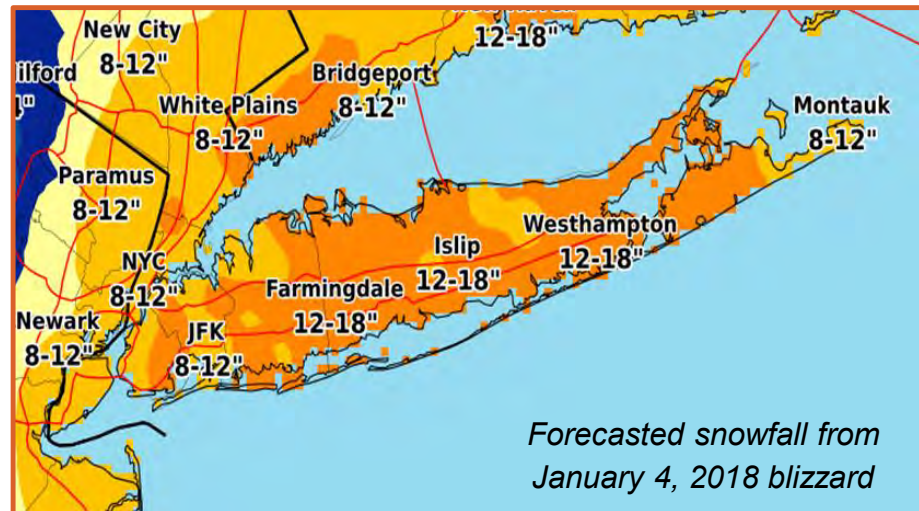 New City
8-12"
12-18"
ilford
4"
Bridgeport
8-12"
White Plains
8-12"
Montauk
8-12"
Paramus
8-12"
Westhampton
12-18"
Islip
12-18"
NYC
8-12"
Farmingdale
12-18"
Newark
8-12"
JFK
8-12"
Forecasted snowfall from
January 4, 2018 blizzard